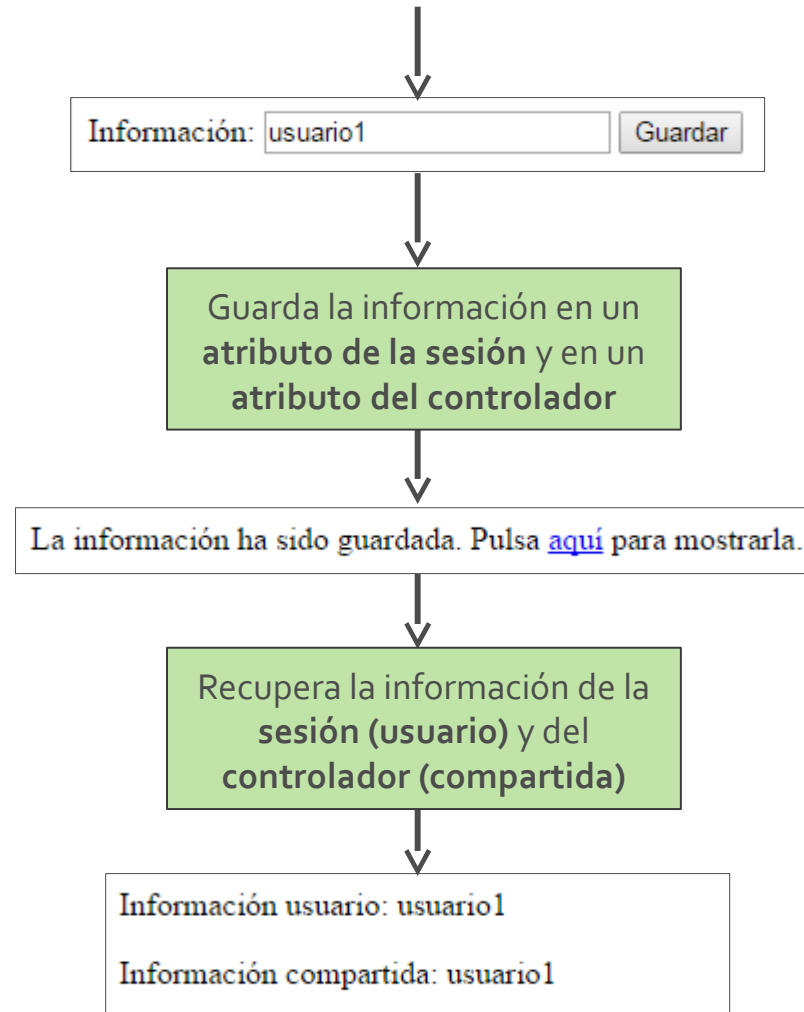 Información: usuario1 Guardar
Guarda la información en un
atributo de la sesión y en un
atributo del controlador
La información ha sido guardada. Pulsa aquí para mostrarla.
Recupera la información de la
sesión (usuario) y del
controlador (compartida)
Información usuario: usuario1
Información compartida: usuario1